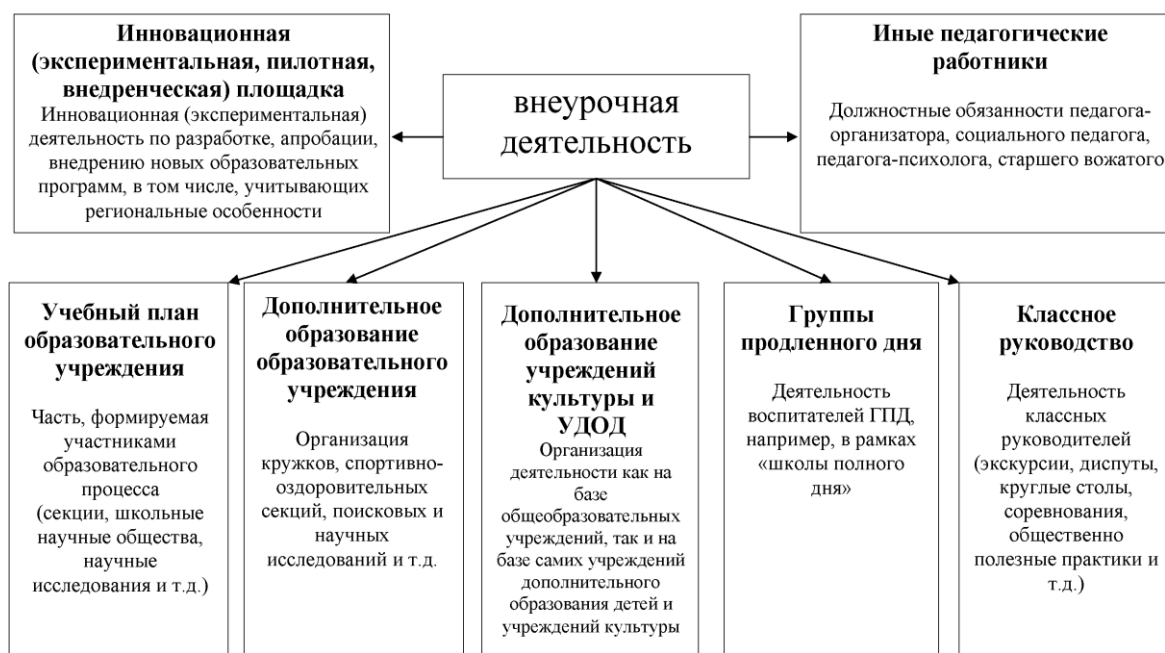 Инновационная
(экспериментальная, пилотная,
внедренческая) площадка
Инновационная (экспериментальная)
деятельность по разработке, апробации,
внедрению новых образовательных
программ, в том числе, учитывающих
региональные особенности
внеурочная
деятельность
Иные педагогические
работники
Должностные обязанности педагога-
организатора, социального педагога,
педагога-психолога, старшего вожатого
Учебный план
образовательного
учреждения
Часть, формируемая
участниками
образовательного
процесса
(секции, школьные
научные общества,
научные
исследования и т.д.)
Дополнительное
образование
образовательного
учреждения
Организация
кружков, спортивно-
оздоровительных
секций, поисковых и
научных
исследований и т.д.
Дополнительное
образование
учреждений
культуры и
УДОД
Организация
деятельности как на
базе
общеобразовательных
учреждений, так и на
базе самих учреждений
дополнительного
образования детей и
учреждений культуры
Группы
продленного дня
Деятельность
воспитателей ГПД,
например, в рамках
«школы полного
дня»
Классное
руководство
Деятельность
классных
руководителей
(экскурсии, диспуты,
круглые столы,
соревнования,
общественно
полезные практики и
т.д.)